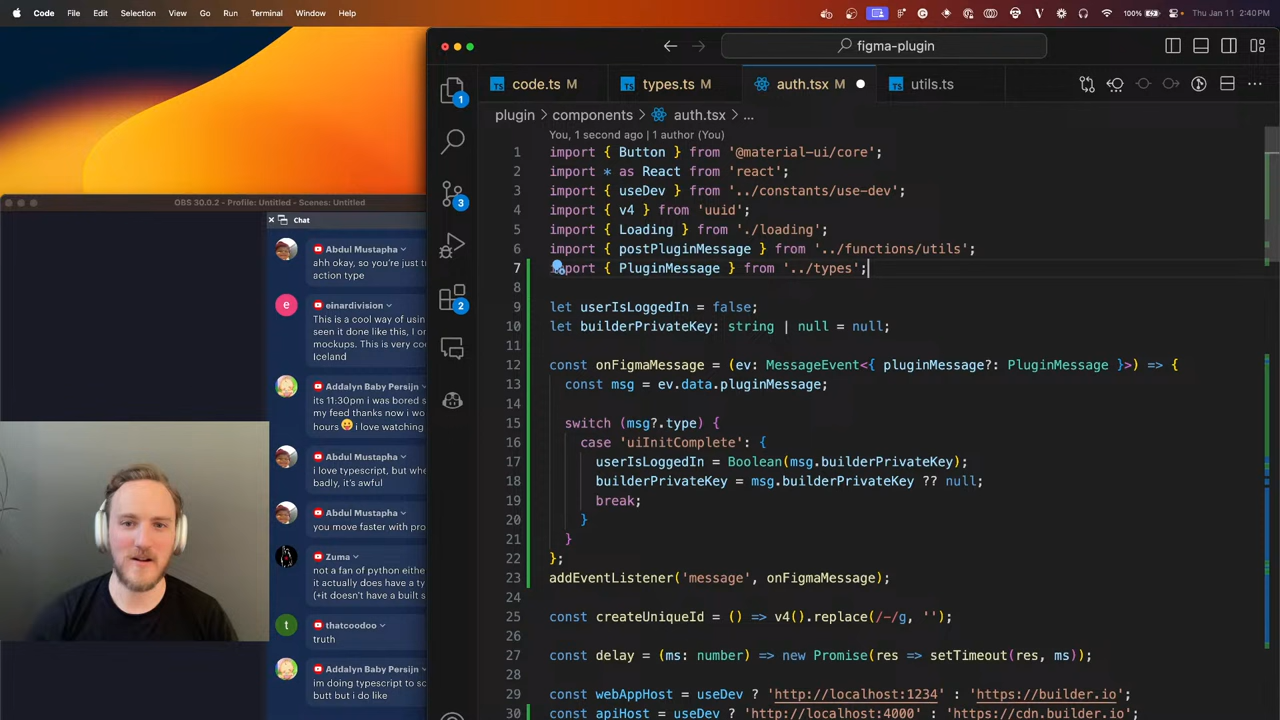 Code File Edit Selection View Go Run Terminal Window Help
100% Thu Jan 11 2:40 PM
figma-plugin
code.ts M types.ts M auth.tsx M utils.ts
plugin > components > auth.tsx > ...
You, 1 second ago | 1 author (You)
1 import { Button } from '@material-ui/core';
2 import * as React from 'react';
3 import { useDev } from '../constants/use-dev';
4 import { v4 } from 'uuid';
5 import { Loading } from './loading';
6 import { postPluginMessage } from '../functions/utils';
7 import { PluginMessage } from '../types';
8
9 let userIsLoggedIn = false;
10 let builderPrivateKey: string | null = null;
11
12 const onFigmaMessage = (ev: MessageEvent<{ pluginMessage?: PluginMessage }>) => {
13 const msg = ev.data.pluginMessage;
14
15 switch (msg?.type) {
16 case 'uiInitComplete': {
17 userIsLoggedIn = Boolean(msg.builderPrivateKey);
18 builderPrivateKey = msg.builderPrivateKey ?? null;
19 break;
20 }
21 }
22 };
23 addEventListener('message', onFigmaMessage);
24
25 const createUniqueId = () => v4().replace(/-/g, '');
26
27 const delay = (ms: number) => new Promise(res => setTimeout(res, ms));
28
29 const webAppHost = useDev ? 'http://localhost:1234' : 'https://builder.io';
30 const apiHost = useDev ? 'http://localhost:4000' : 'https://cdn.builder.io';
1
3
2
OBS 30.0.2 - Profile: Untitled - Scenes: Untitled
Chat
Abdul Mustapha
ahh okay, so you're just t
action type
e
einardivision
This is a cool way of usin
seen it done like this, I o
mockups. This is very co
Iceland
Addalyn Baby Persijn
its 11:30pm i was bored s
my feed thanks now i wo
hours 😛 i love watching
Abdul Mustapha
i love typescript, but whe
badly, it's awful
Abdul Mustapha
you move faster with pro
Zuma
not a fan of python eithe
it actually does have a ty
(+it doesn't have a built s
t
thatcoodoo
truth
Addalyn Baby Persijn
im doing typescript to sc
butt but i do like